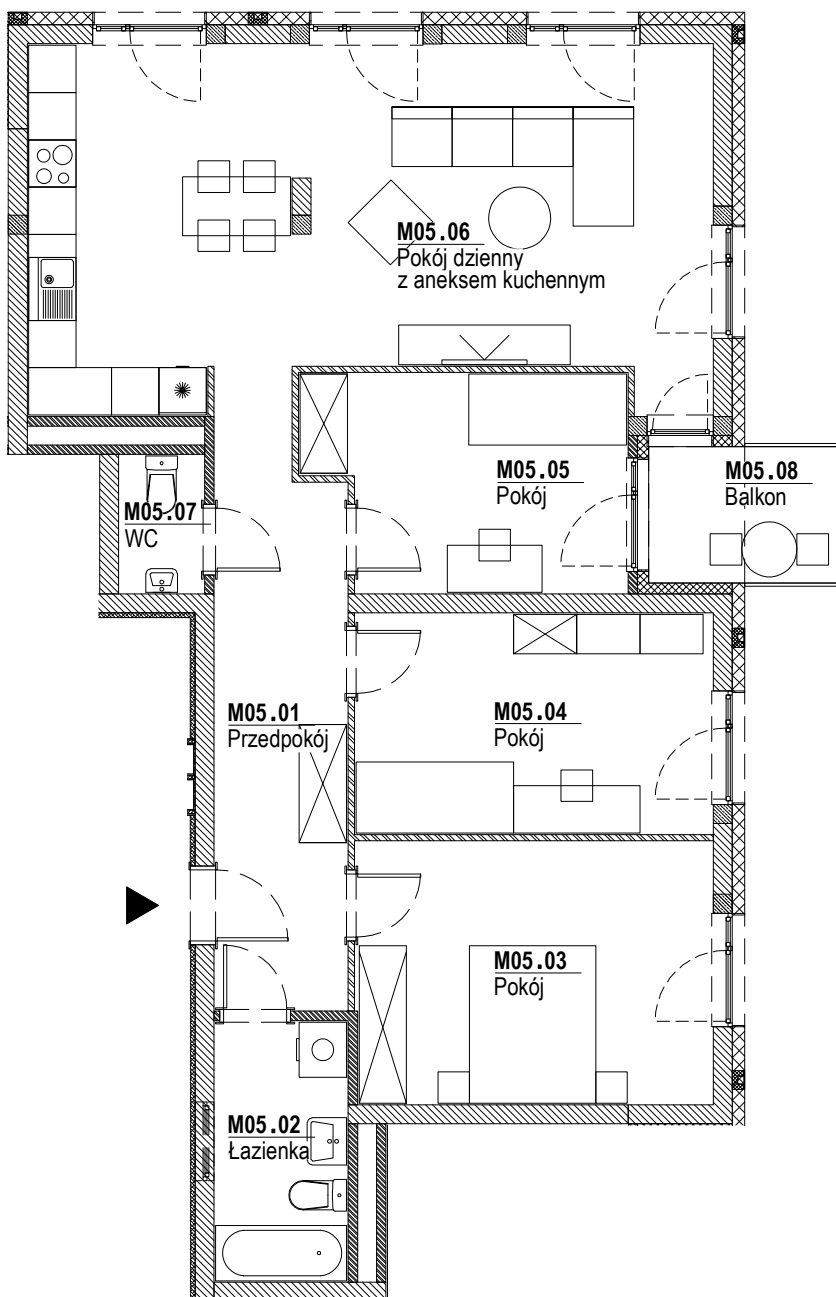 M05.06
Pokój dzienny
z aneksem kuchennym
M05.05
Pokój
M05.08
Balkon
M05.07
WC
M05.01
Przedpokój
M05.04
Pokój
M05.03
Pokój
M05.02
Łazienka